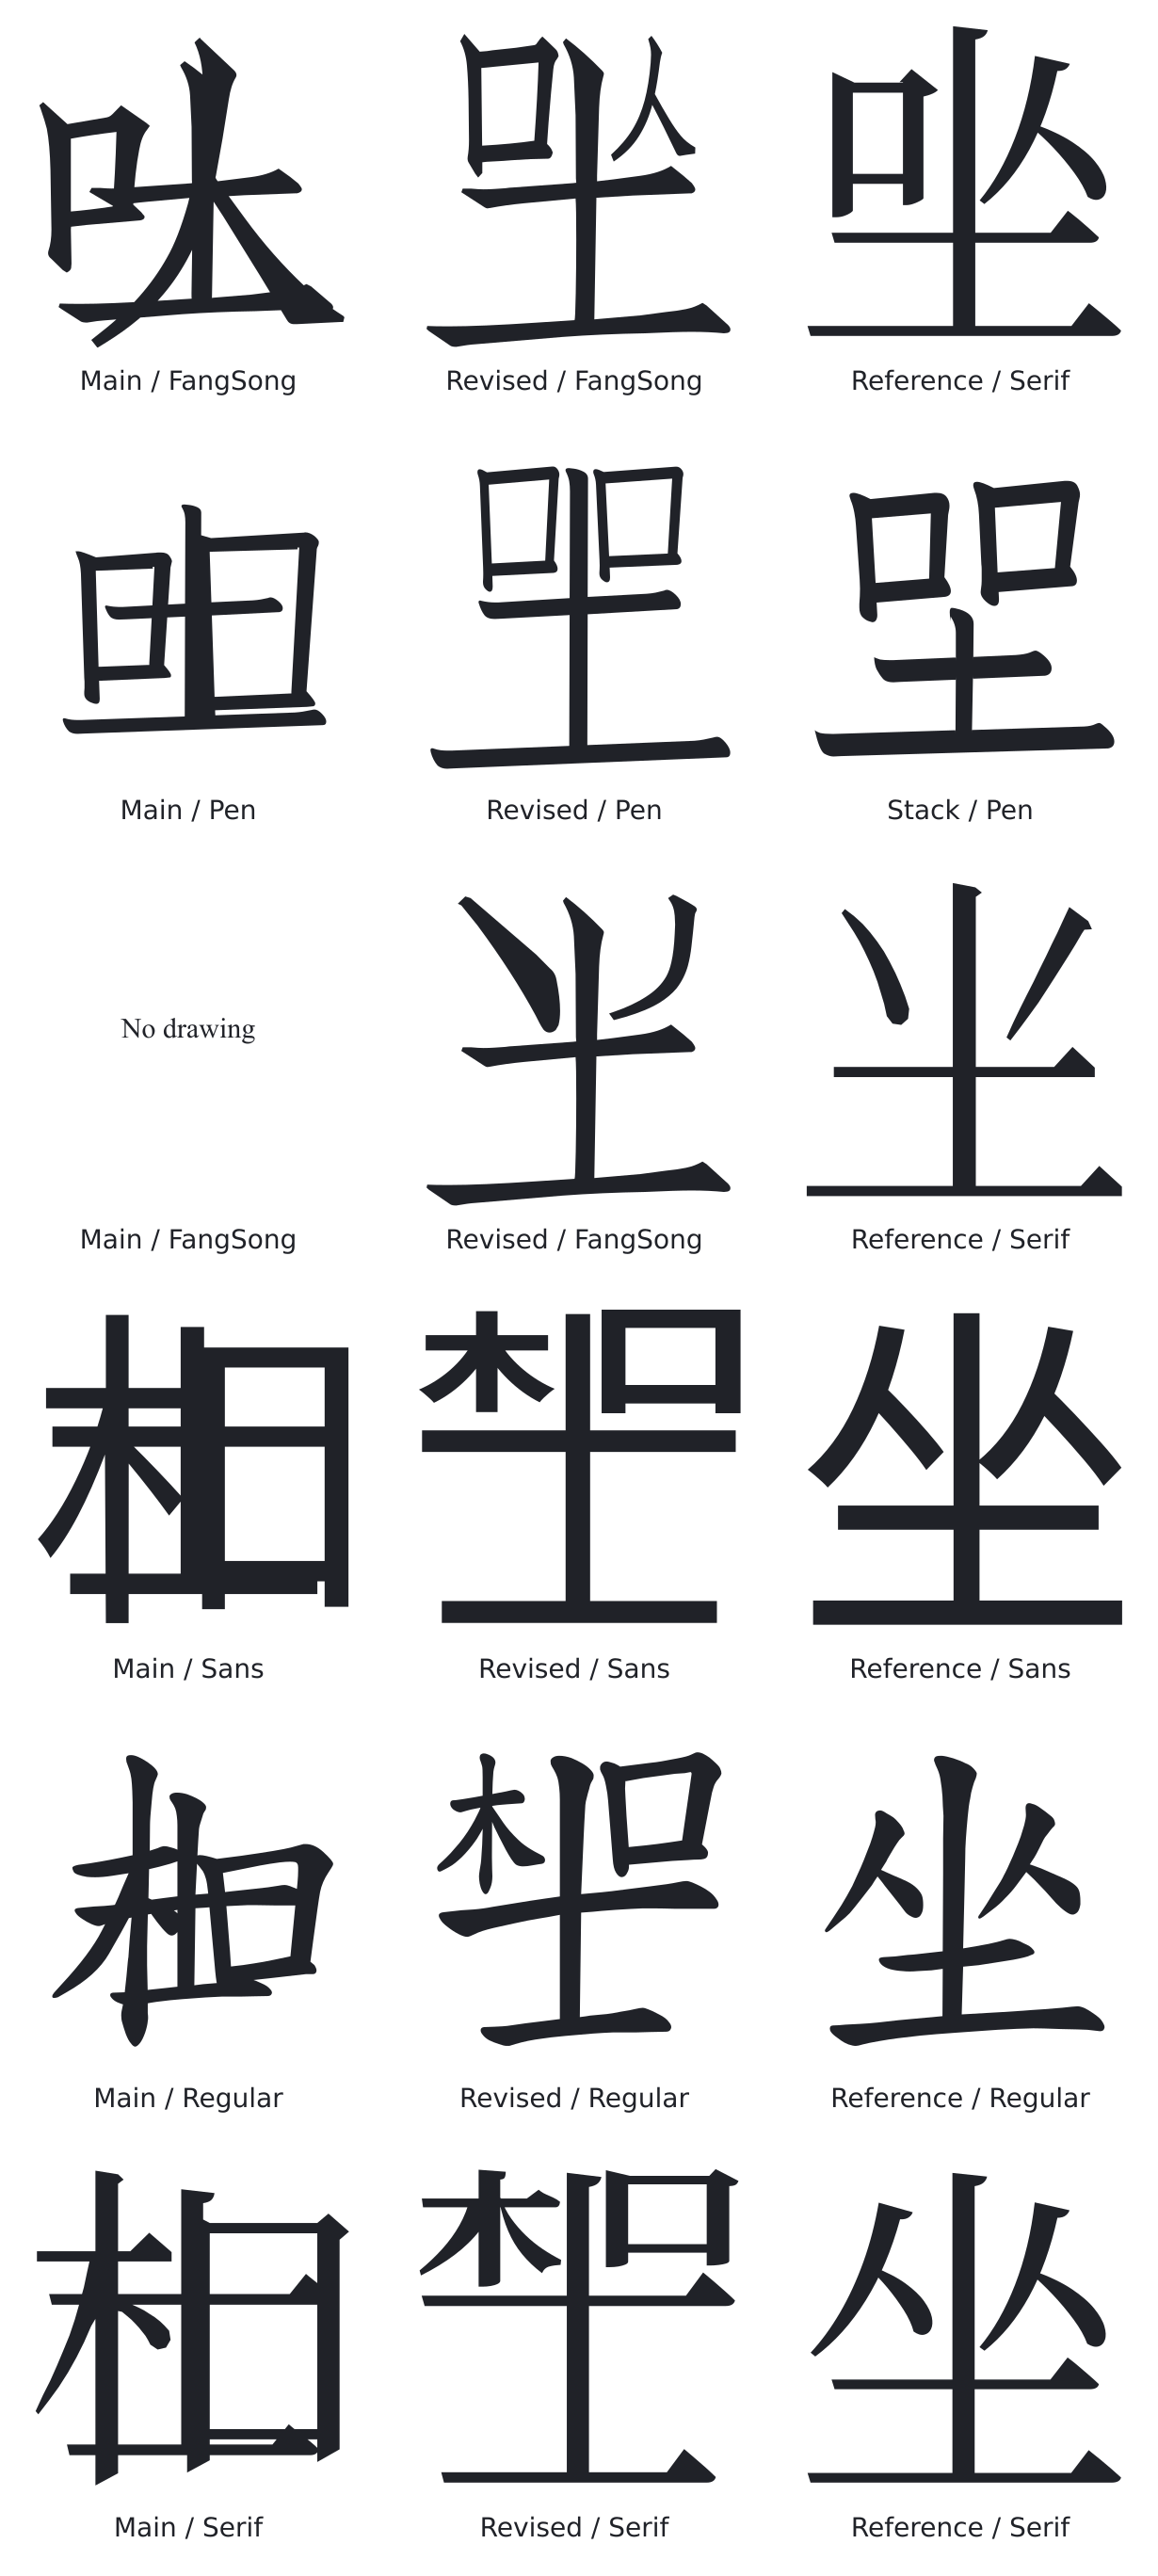 㘴 㘴
Main / FangSong Revised / FangSong Reference / Serif
Main / Pen Revised / Pen Stack / Pen
No drawing
Main / FangSong Revised / FangSong Reference / Serif
坐
Main / Sans Revised / Sans Reference / Sans
坐
Main / Regular Revised / Regular Reference / Regular
坐
Main / Serif Revised / Serif Reference / Serif